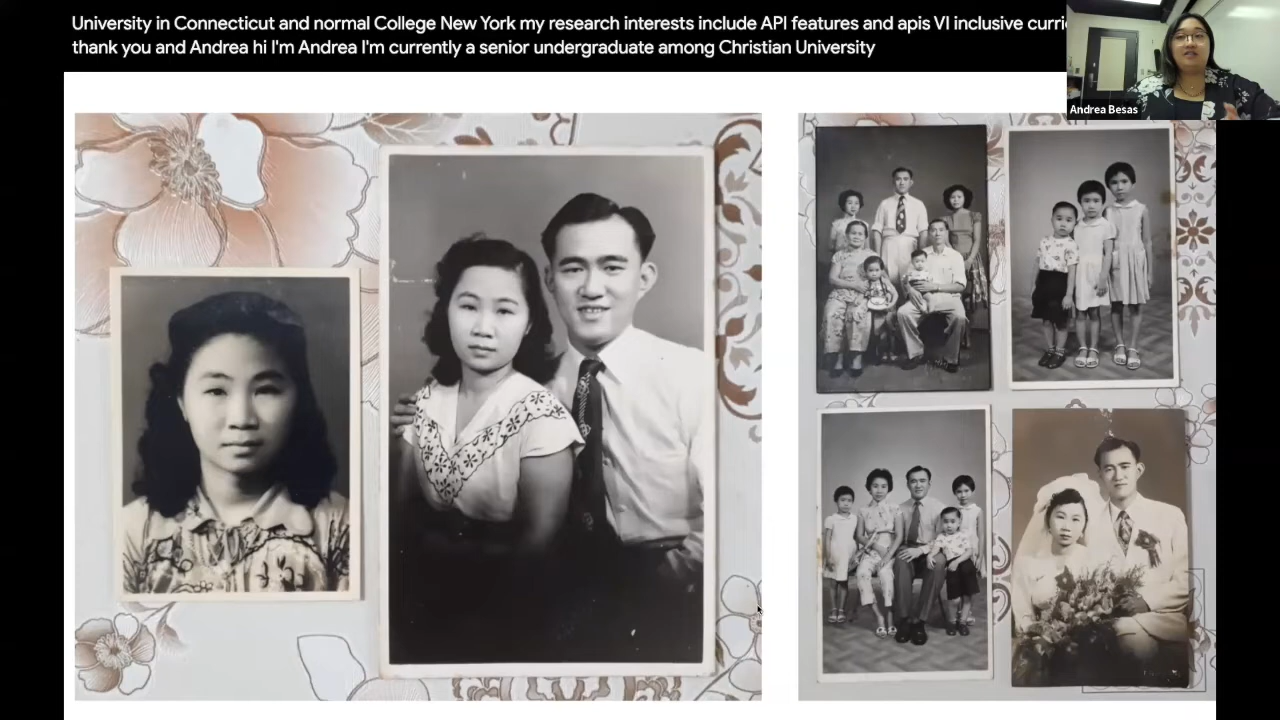 University in Connecticut and normal College New York my research interests include API features and apis VI inclusive
thank you and Andrea hi I'm Andrea I'm currently a senior undergraduate among Christian University
Andrea Besas